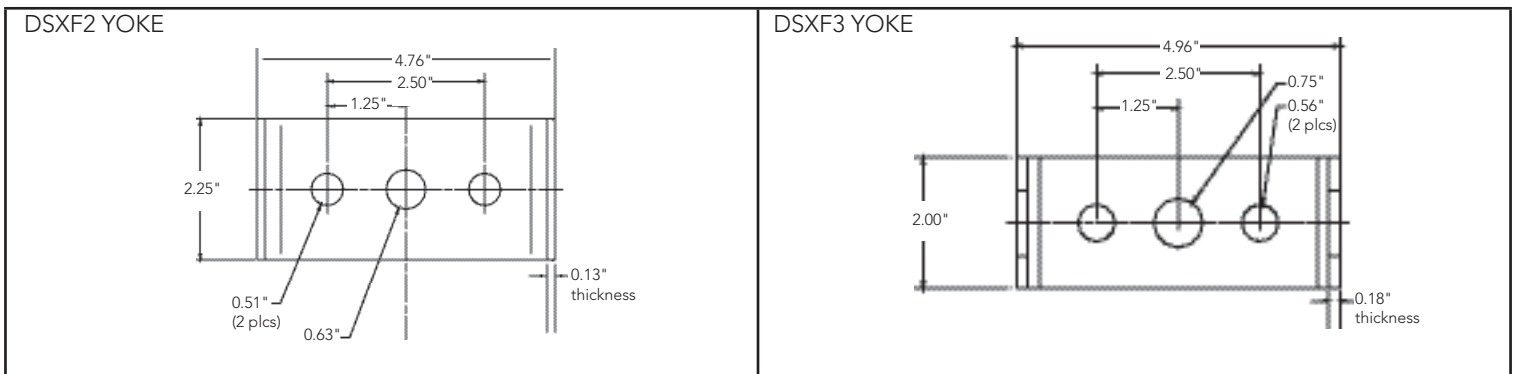 DSXF2 YOKE
4.76"
2.50"
1.25"
2.25"
0.13"
thickness
0.51"
(2 plcs)
0.63"
DSXF3 YOKE
4.96"
2.50"
0.75"
1.25"
0.56"
(2 plcs)
2.00"
0.18"
thickness